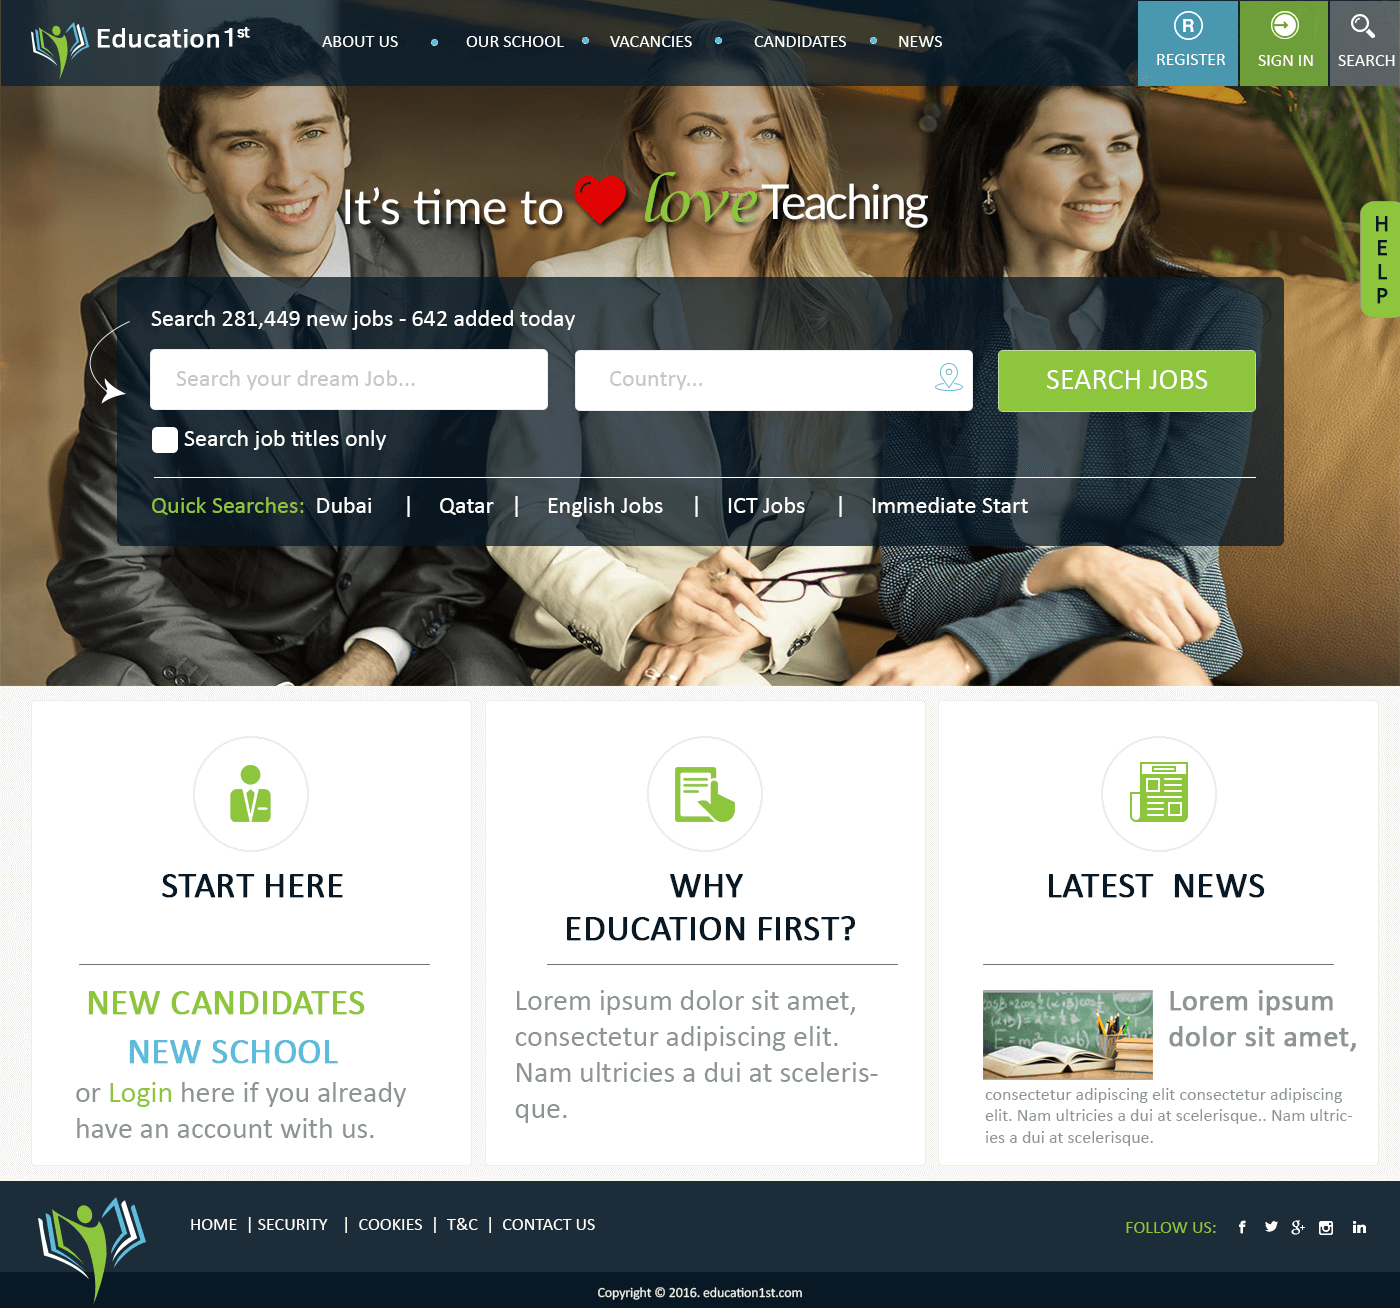 Education1st
ABOUT US
OUR SCHOOL
VACANCIES
CANDIDATES
NEWS
R
REGISTER
SIGN IN
SEARCH
It's time to love Teaching
HELP
Search 281,449 new jobs - 642 added today
Search your dream Job...
Country...
SEARCH JOBS
Search job titles only
Quick Searches: Dubai | Qatar | English Jobs | ICT Jobs | Immediate Start
START HERE
NEW CANDIDATES
NEW SCHOOL
or Login here if you already
have an account with us.
WHY
EDUCATION FIRST?
Lorem ipsum dolor sit amet,
consectetur adipiscing elit.
Nam ultricies a dui at sceleris-
que.
LATEST NEWS
Lorem ipsum
dolor sit amet,
consectetur adipiscing elit consectetur adipiscing
elit. Nam ultricies a dui at scelerisque.. Nam ultric-
ies a dui at scelerisque.
HOME | SECURITY | COOKIES | T&C | CONTACT US
FOLLOW US:
Copyright © 2016. education1st.com